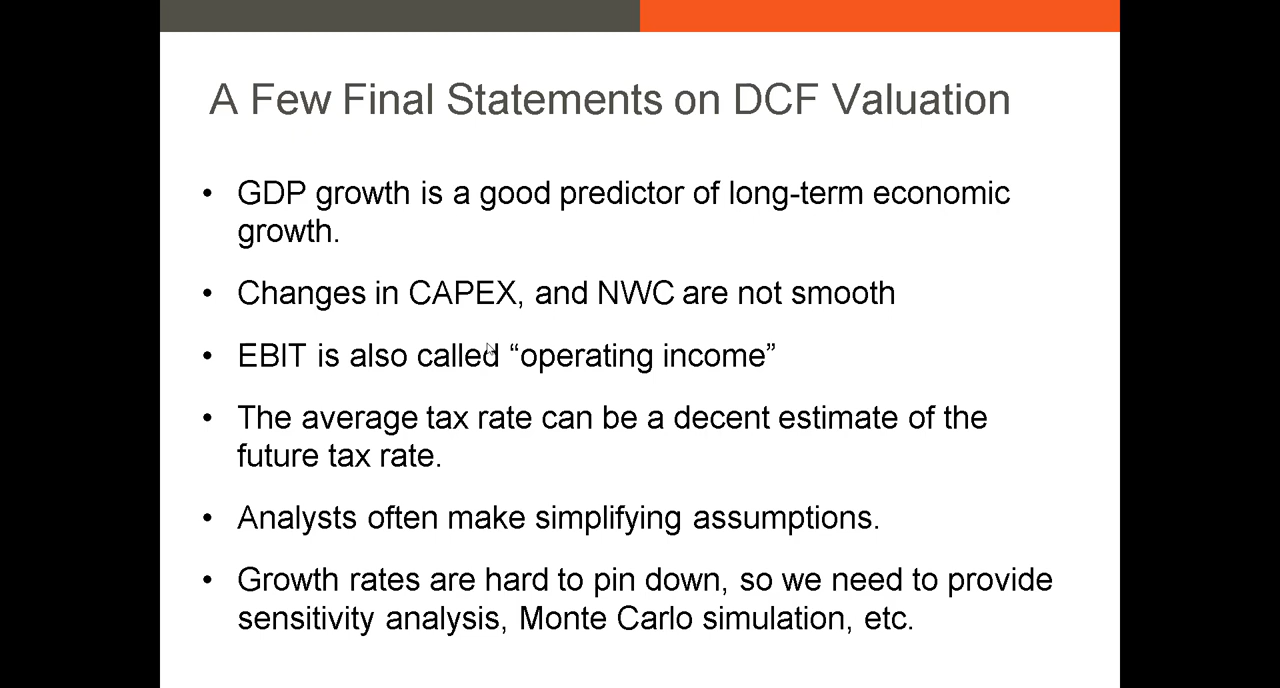 A Few Final Statements on DCF Valuation
• GDP growth is a good predictor of long-term economic
growth.
• Changes in CAPEX, and NWC are not smooth
• EBIT is also called “operating income”
• The average tax rate can be a decent estimate of the
future tax rate.
• Analysts often make simplifying assumptions.
• Growth rates are hard to pin down, so we need to provide
sensitivity analysis, Monte Carlo simulation, etc.